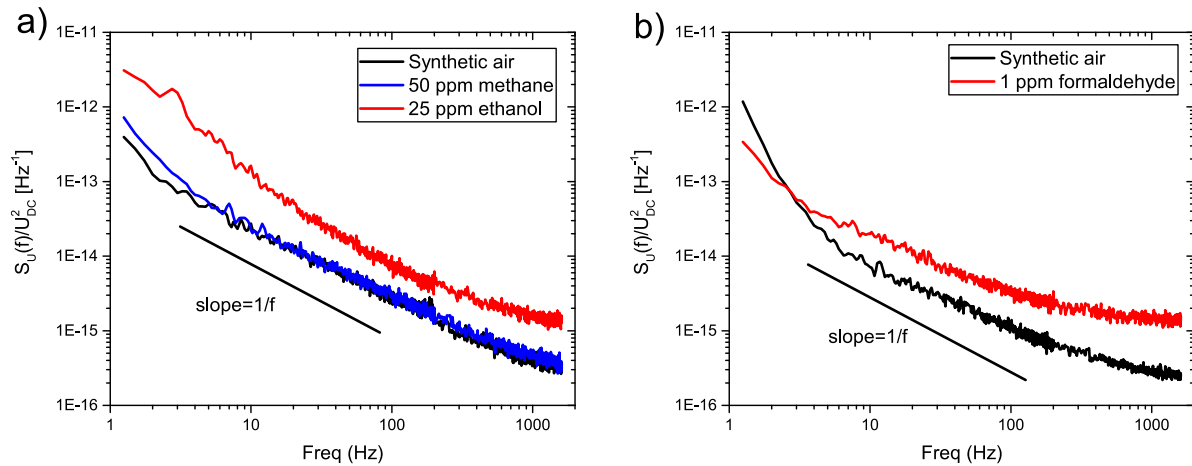 a)
1E-11
1E-12
1E-13
1E-14
1E-15
1E-16
S_U(f)/U²_DC [Hz⁻¹]
Synthetic air
50 ppm methane
25 ppm ethanol
slope=1/f
1 10 100 1000
Freq (Hz)
b)
1E-11
1E-12
1E-13
1E-14
1E-15
1E-16
S_U(f)/U²_DC [Hz⁻¹]
Synthetic air
1 ppm formaldehyde
slope=1/f
1 10 100 1000
Freq (Hz)